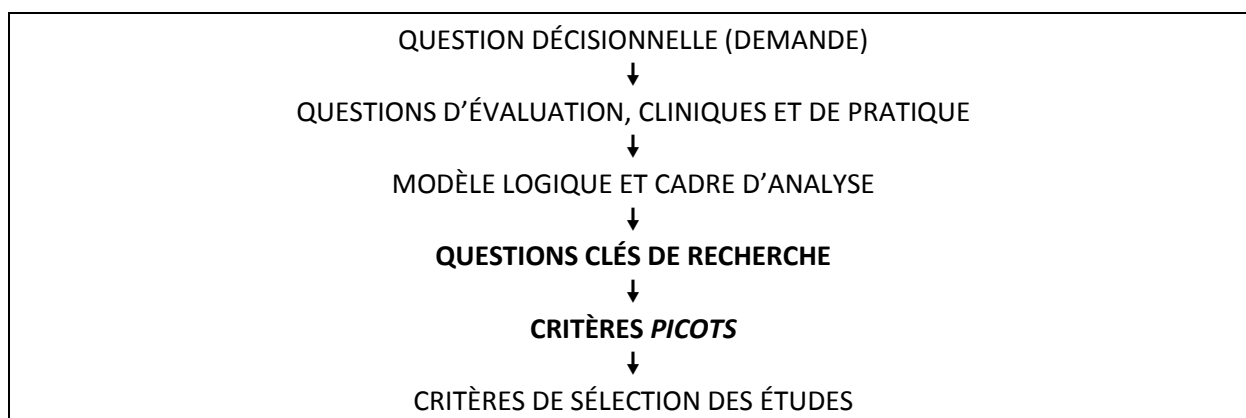 QUESTION DÉCISIONNELLE (DEMANDE)
QUESTIONS D’ÉVALUATION, CLINIQUES ET DE PRATIQUE
MODÈLE LOGIQUE ET CADRE D’ANALYSE
QUESTIONS CLÉS DE RECHERCHE
CRITÈRES PICOTS
CRITÈRES DE SÉLECTION DES ÉTUDES